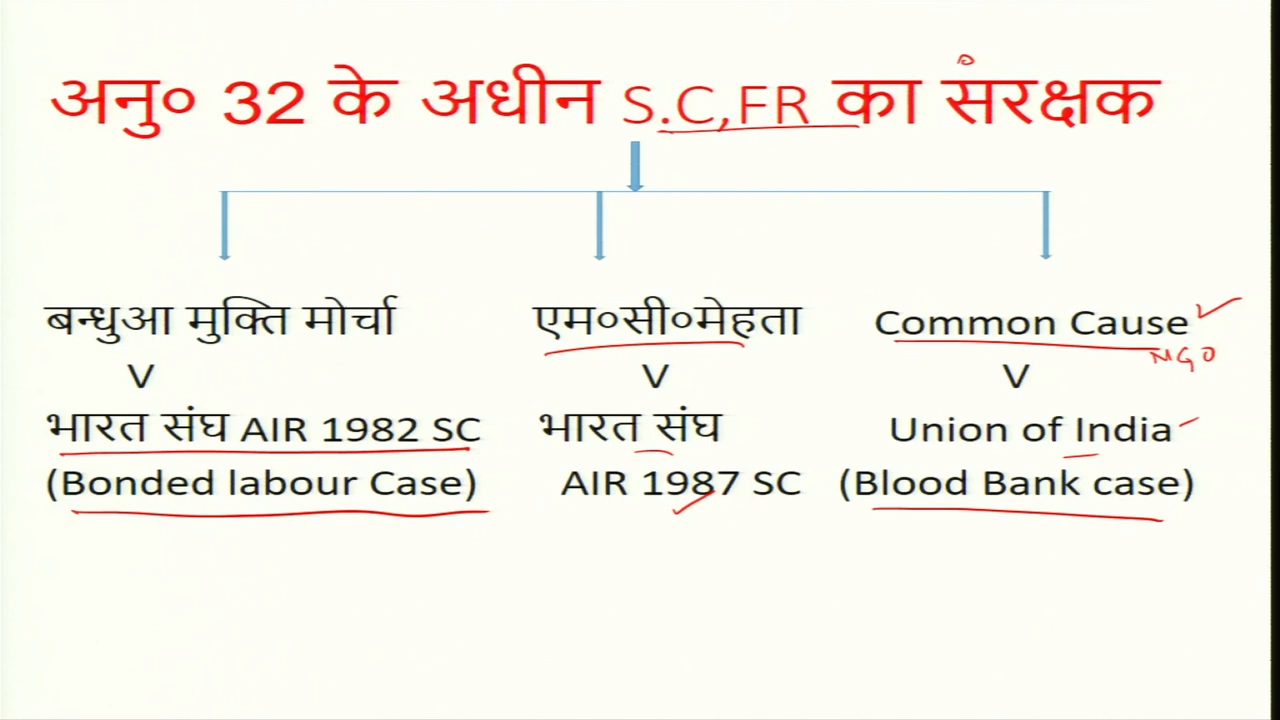 अनु० 32 के अधीन S.C,FR का संरक्षक
बन्धुआ मुक्ति मोर्चा
V
भारत संघ AIR 1982 SC
(Bonded labour Case)
एम०सी०मेहता
V
भारत संघ
AIR 1987 SC
Common Cause
NGO
V
Union of India
(Blood Bank case)